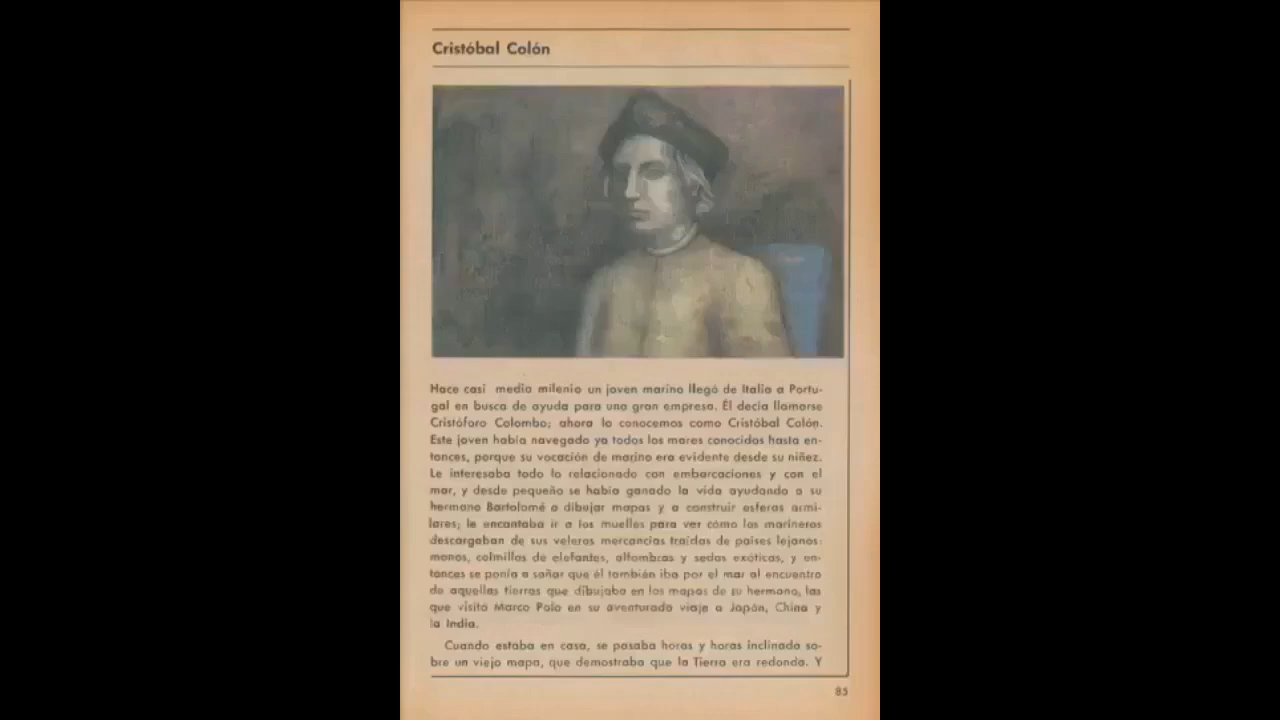 Cristóbal Colón
Hace casi medio milenio un joven marino llegó de Italia a Portu-
gal en busca de ayuda para una gran empresa. Él decía llamarse
Cristóforo Colombo; ahora lo conocemos como Cristóbal Colón.
Este joven había navegado ya todos los mares conocidos hasta en-
tonces, porque su vocación de marino era evidente desde su niñez.
Le interesaba todo lo relacionado con embarcaciones y con el
mar, y desde pequeño se había ganado la vida ayudando a su
hermano Bartolomé a dibujar mapas y a construir esferas armi-
lares; le encantaba ir a los muelles para ver cómo los marineros
descargaban de sus veleros mercancías traídas de países lejanos:
monos, colmillos de elefantes, alfombras y sedas exóticas, y en-
tonces se ponía a soñar que él también iba por el mar al encuentro
de aquellas tierras que dibujaba en los mapas de su hermano, las
que visitó Marco Polo en su aventurado viaje a Japón, China y
la India.
Cuando estaba en casa, se pasaba horas y horas inclinado so-
bre un viejo mapa, que demostraba que la Tierra era redonda. Y
85